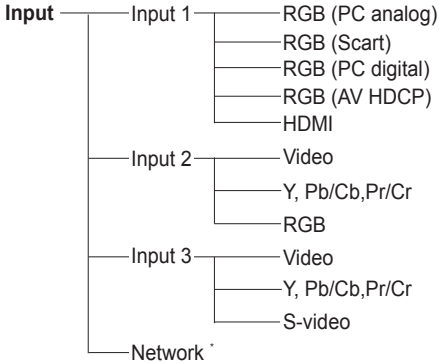 Input Input 1 RGB (PC analog)
RGB (Scart)
RGB (PC digital)
RGB (AV HDCP)
HDMI
Input 2 Video
Y, Pb/Cb,Pr/Cr
RGB
Input 3 Video
Y, Pb/Cb,Pr/Cr
S-video
Network *